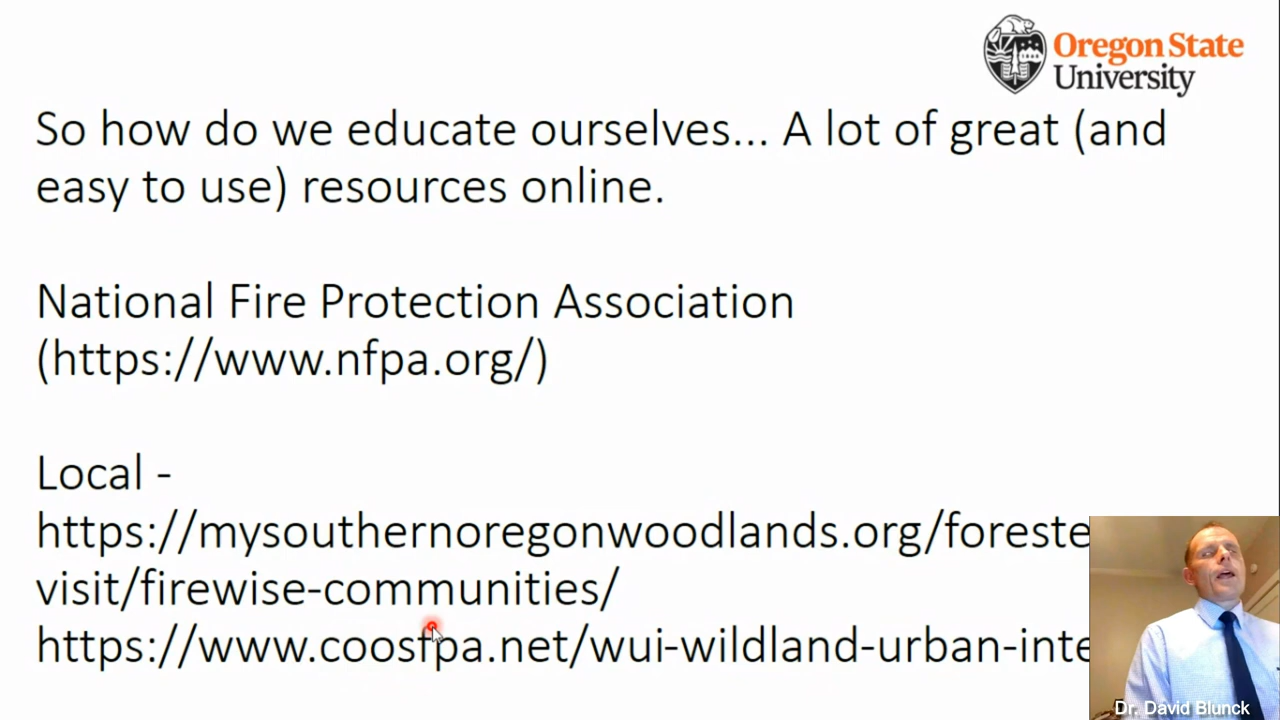 Oregon State
University
So how do we educate ourselves... A lot of great (and
easy to use) resources online.
National Fire Protection Association
(https://www.nfpa.org/)
Local -
https://mysouthernoregonwoodlands.org/foreste
visit/firewise-communities/
https://www.coosfpa.net/wui-wildland-urban-inte
Dr. David Blunck